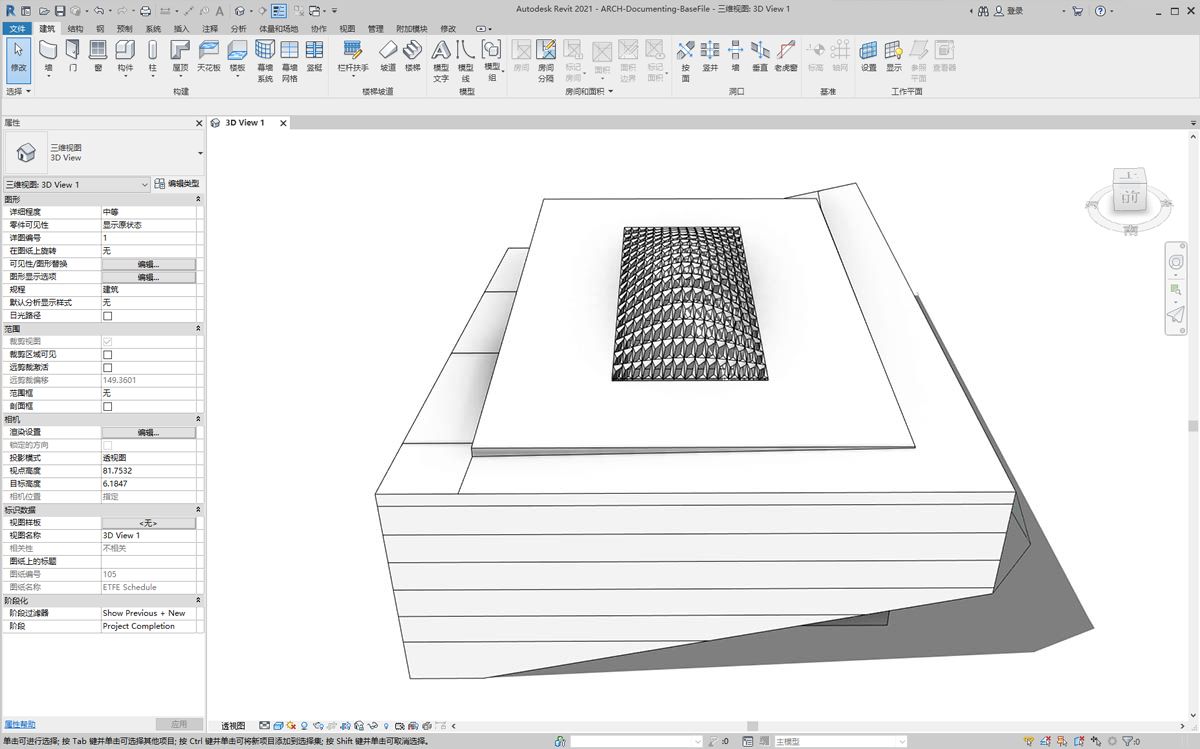 Autodesk Revit 2021 - ARCH-Documenting-BaseFile - 三维视图: 3D View 1
登录
文件 建筑 结构 钢 预制 系统 插入 注释 分析 体量和场地 协作 视图 管理 附加模块 修改
修改 墙 门 窗 构件 柱 屋顶 天花板 楼板 幕墙系统 幕墙网格 竖梃 栏杆扶手 坡道 楼梯 模型文字 模型线 模型组 房间 房间分隔 标记房间 面积 面积边界 标记面积 按面 竖井 墙 垂直 老虎窗 标高 轴网 设置 显示 参照平面 查看器
选择 构建 楼梯坡道 模型 房间和面积 洞口 基准 工作平面
属性
3D View 1
三维视图
3D View
三维视图: 3D View 1 编辑类型
图形
详细程度 中等
零件可见性 显示原状态
详图编号 1
在图纸上旋转 无
可见性/图形替换 编辑...
图形显示选项 编辑...
规程 建筑
默认分析显示样式 无
日光路径
范围
裁剪视图
裁剪区域可见
远剪裁激活
远剪裁偏移 149.3601
范围框 无
剖面框
相机
渲染设置 编辑...
锁定的方向
投影模式 透视图
视点高度 81.7532
目标高度 6.1847
相机位置 指定
标识数据
视图样板 <无>
视图名称 3D View 1
相关性 不相关
图纸上的标题
图纸编号 105
图纸名称 ETFE Schedule
阶段化
阶段过滤器 Show Previous + New
阶段 Project Completion
上
前
南
属性帮助 应用
透视图
单击可进行选择; 按 Tab 键并单击可选择其他项目; 按 Ctrl 键并单击可将新项目添加到选择集; 按 Shift 键并单击可取消选择。
:0
主模型
:0